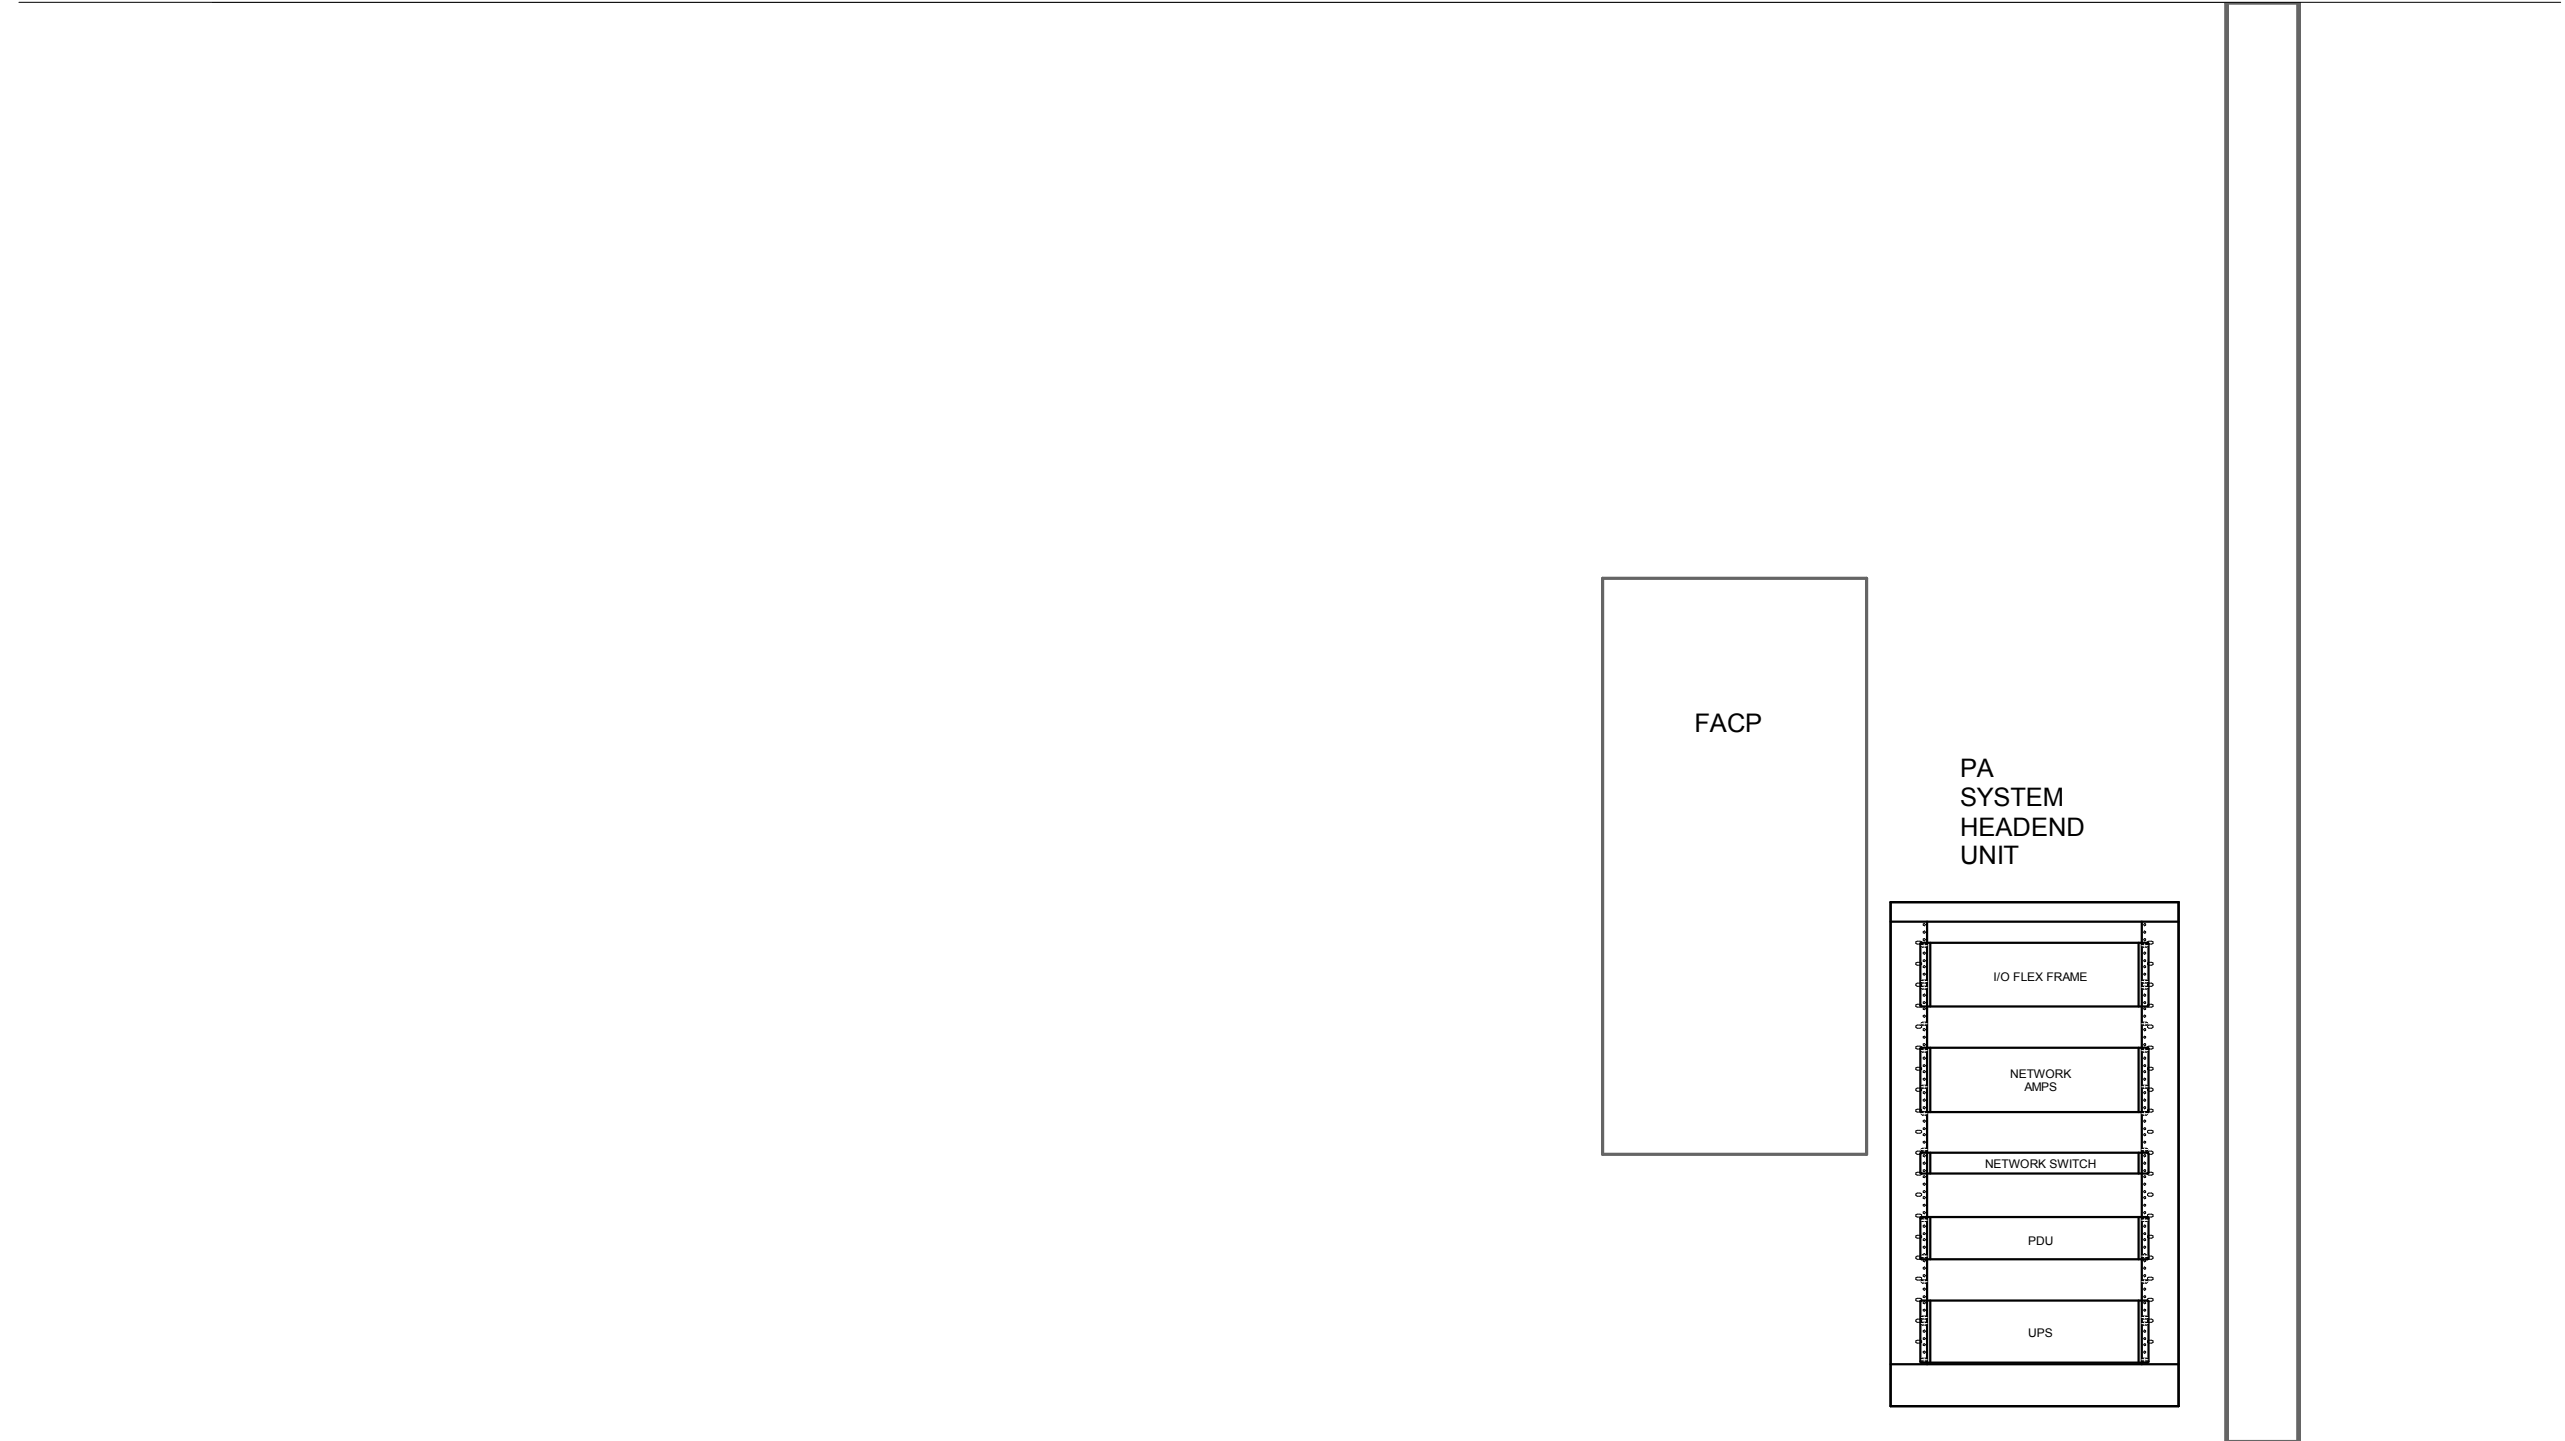 FACP
PA
SYSTEM
HEADEND
UNIT
I/O FLEX FRAME
NETWORK
AMPS
NETWORK SWITCH
PDU
UPS